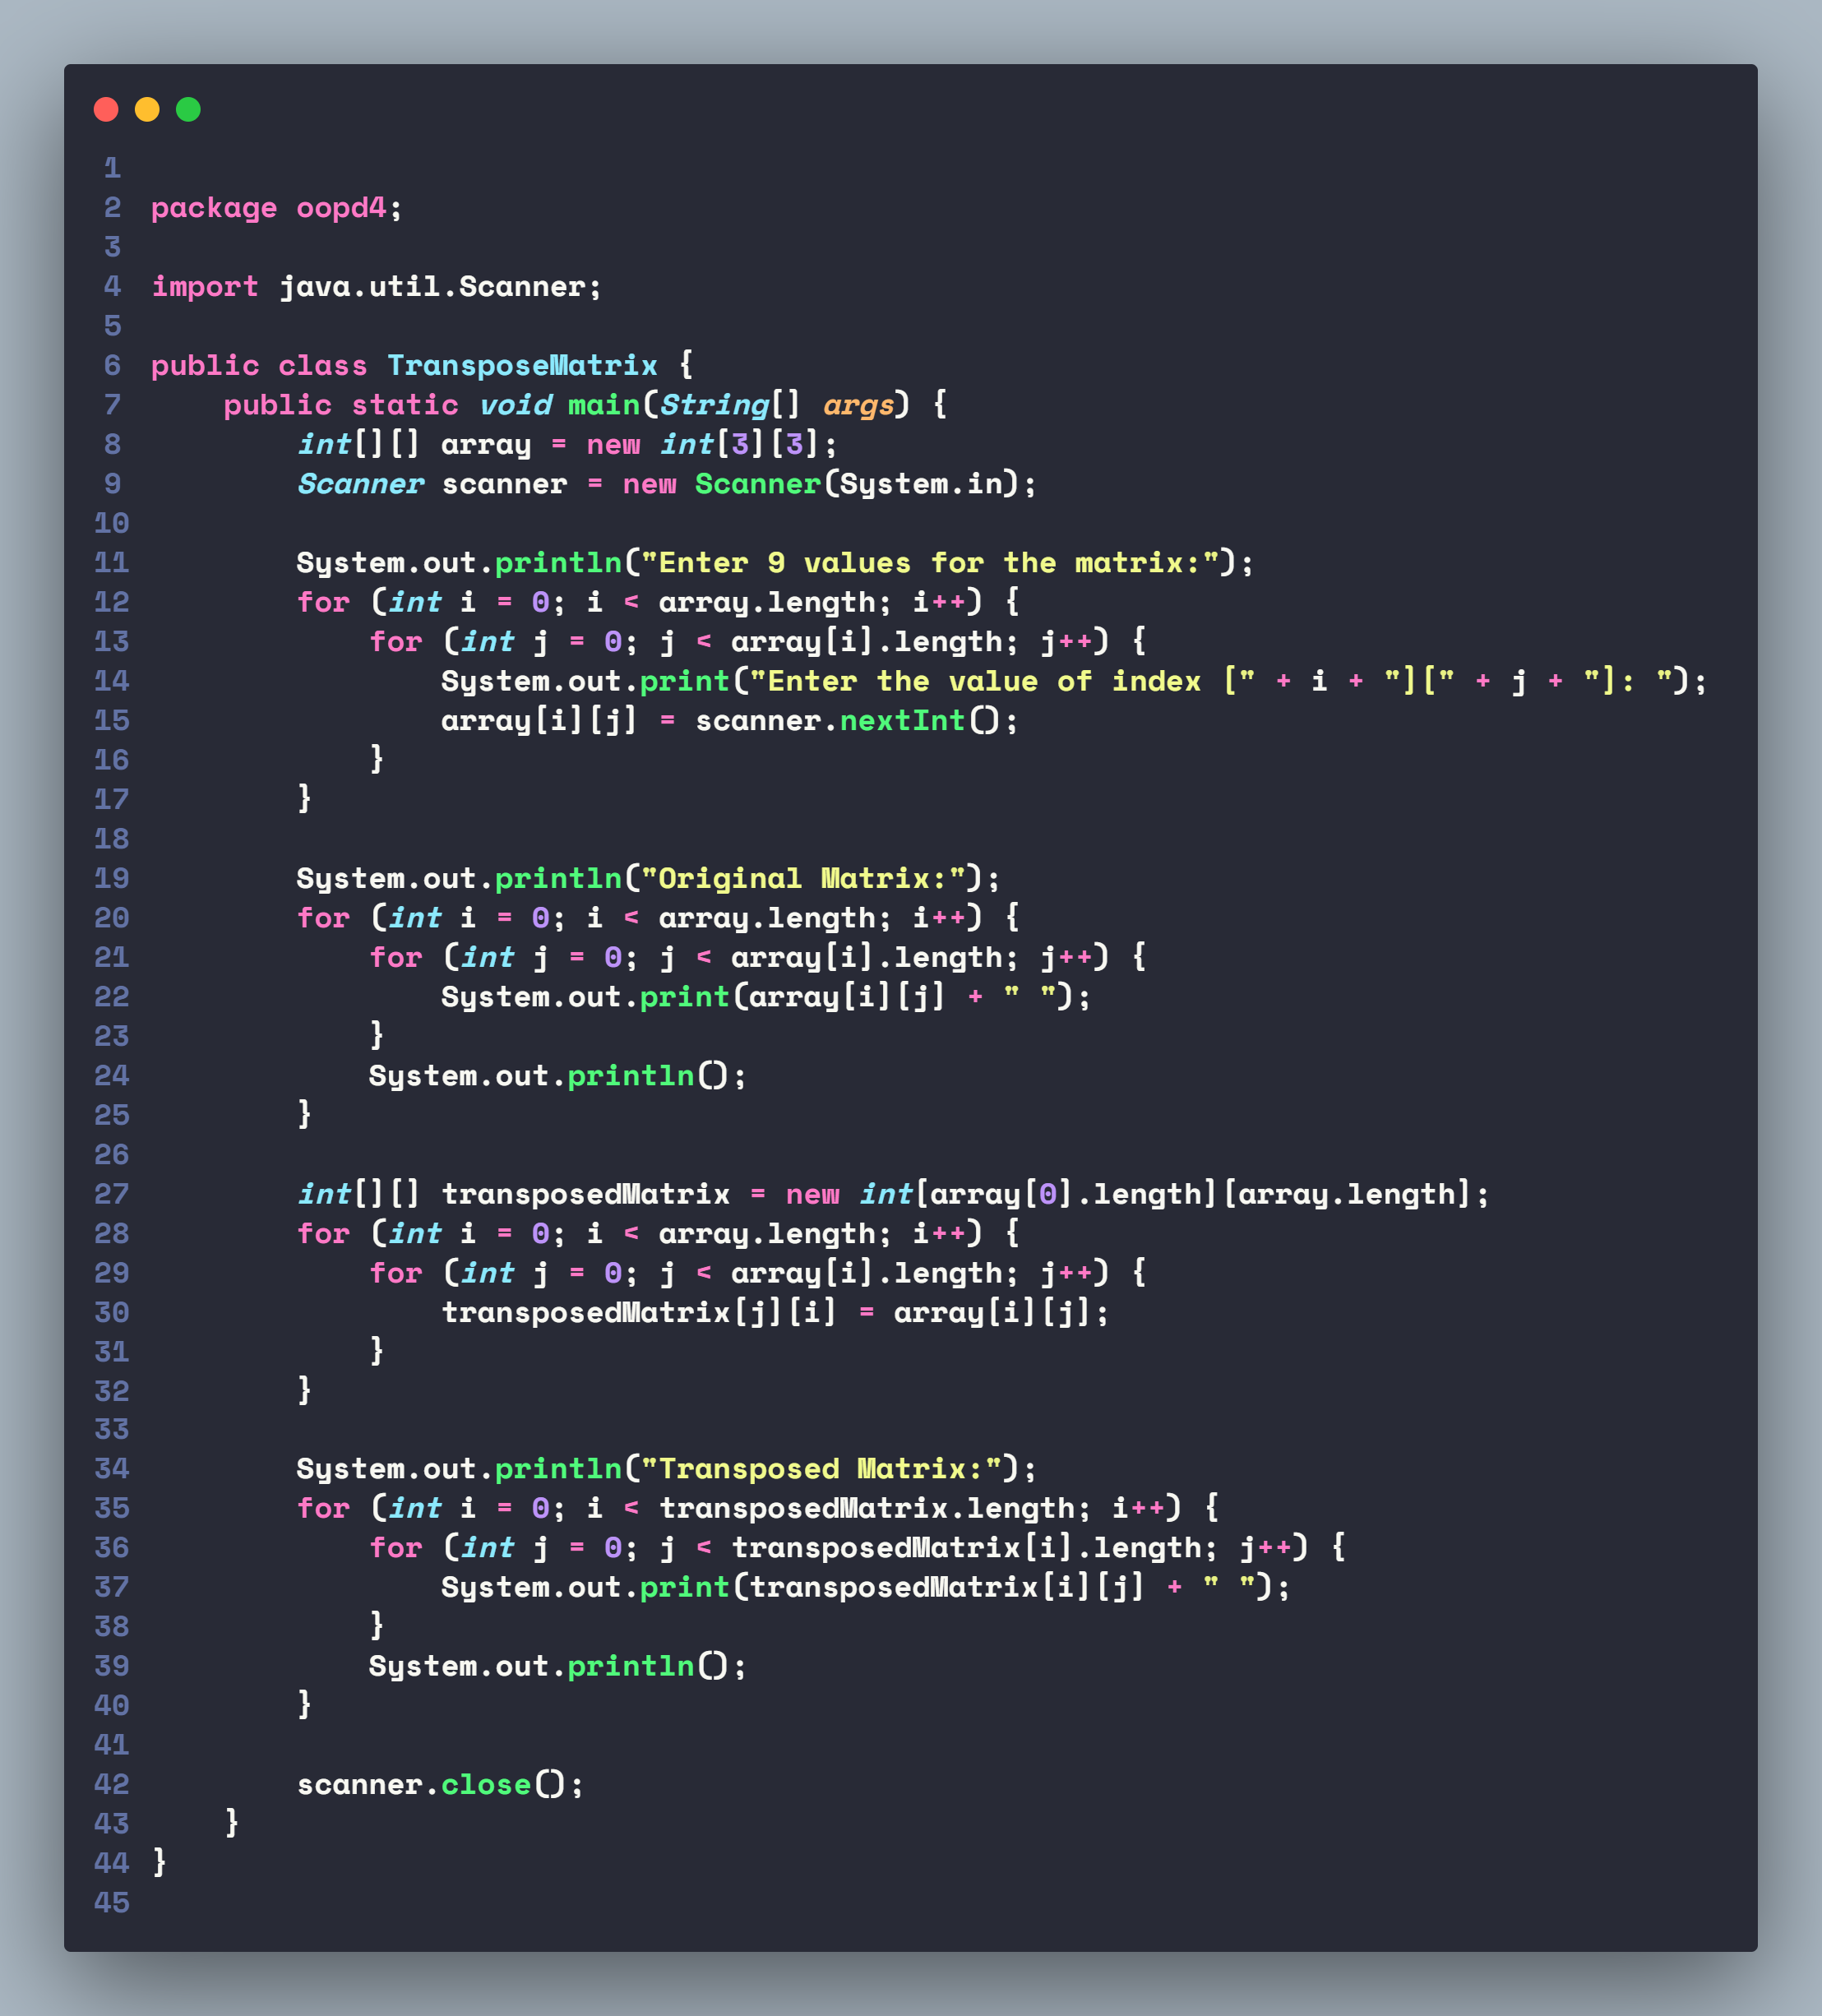 1
2 package oopd4;
3
4 import java.util.Scanner;
5
6 public class TransposeMatrix {
7     public static void main(String[] args) {
8         int[][] array = new int[3][3];
9         Scanner scanner = new Scanner(System.in);
10
11         System.out.println("Enter 9 values for the matrix:");
12         for (int i = 0; i < array.length; i++) {
13             for (int j = 0; j < array[i].length; j++) {
14                 System.out.print("Enter the value of index [" + i + "][" + j + "]: ");
15                 array[i][j] = scanner.nextInt();
16             }
17         }
18
19         System.out.println("Original Matrix:");
20         for (int i = 0; i < array.length; i++) {
21             for (int j = 0; j < array[i].length; j++) {
22                 System.out.print(array[i][j] + " ");
23             }
24             System.out.println();
25         }
26
27         int[][] transposedMatrix = new int[array[0].length][array.length];
28         for (int i = 0; i < array.length; i++) {
29             for (int j = 0; j < array[i].length; j++) {
30                 transposedMatrix[j][i] = array[i][j];
31             }
32         }
33
34         System.out.println("Transposed Matrix:");
35         for (int i = 0; i < transposedMatrix.length; i++) {
36             for (int j = 0; j < transposedMatrix[i].length; j++) {
37                 System.out.print(transposedMatrix[i][j] + " ");
38             }
39             System.out.println();
40         }
41
42         scanner.close();
43     }
44 }
45